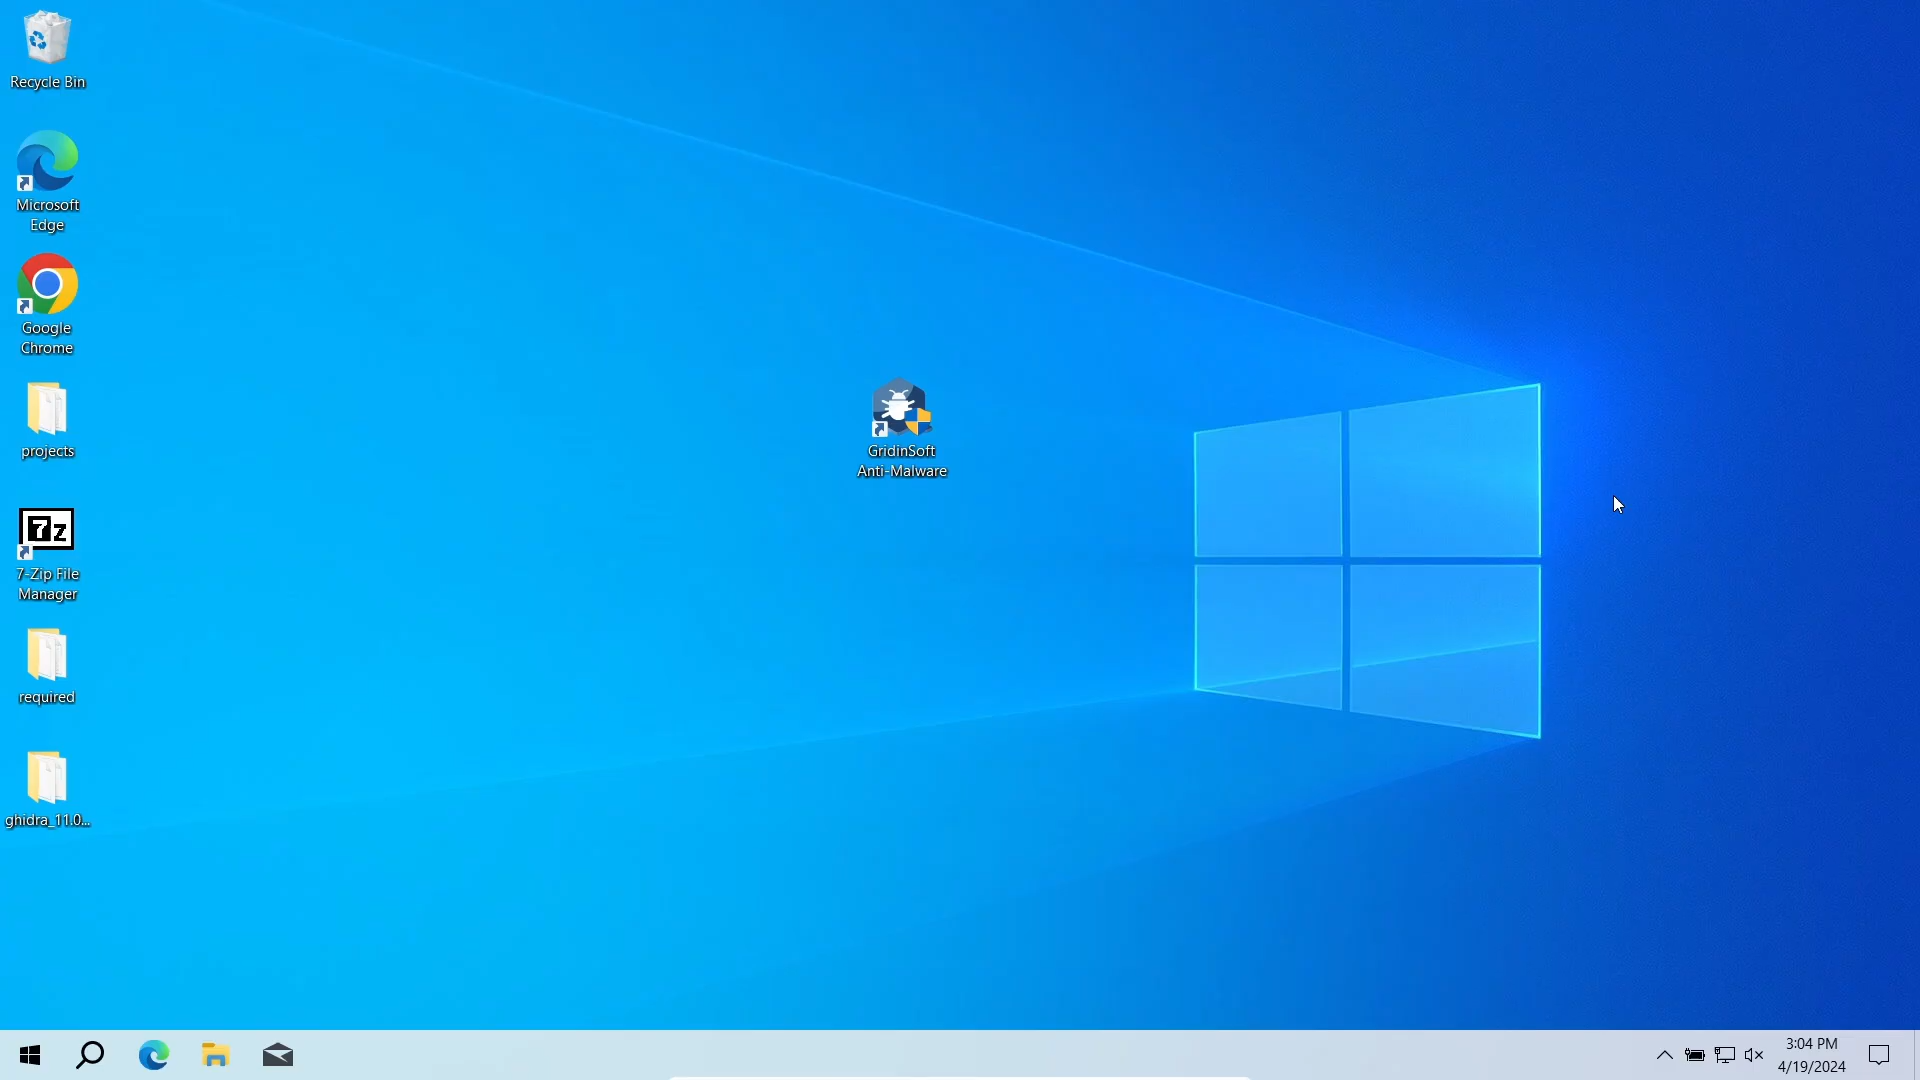 Recycle Bin
Microsoft
Edge
Google
Chrome
projects
7z
7-Zip File
Manager
required
ghidra_11.0...
GridinSoft
Anti-Malware
3:04 PM
4/19/2024